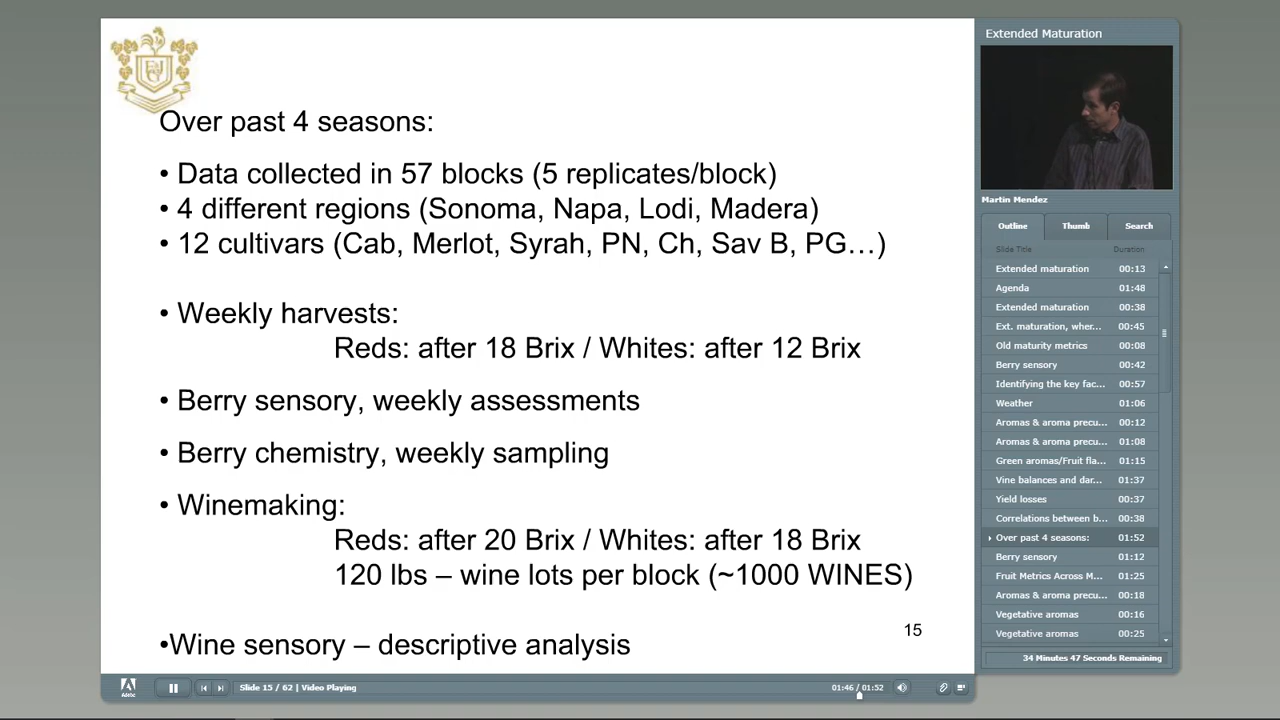 Over past 4 seasons:
• Data collected in 57 blocks (5 replicates/block)
• 4 different regions (Sonoma, Napa, Lodi, Madera)
• 12 cultivars (Cab, Merlot, Syrah, PN, Ch, Sav B, PG…)
• Weekly harvests:
Reds: after 18 Brix / Whites: after 12 Brix
• Berry sensory, weekly assessments
• Berry chemistry, weekly sampling
• Winemaking:
Reds: after 20 Brix / Whites: after 18 Brix
120 lbs – wine lots per block (~1000 WINES)
15
•Wine sensory – descriptive analysis
Adobe
Slide 15 / 62 | Video Playing
01:46 / 01:52
Extended Maturation
Martin Mendez
Outline Thumb Search
Slide Title Duration
Extended maturation 00:13
Agenda 01:48
Extended maturation 00:38
Ext. maturation, wher... 00:45
Old maturity metrics 00:08
Berry sensory 00:42
Identifying the key fac... 00:57
Weather 01:06
Aromas & aroma precu... 00:12
Aromas & aroma precu... 01:08
Green aromas/Fruit fla... 01:15
Vine balances and dar... 01:37
Yield losses 00:37
Correlations between b... 00:38
Over past 4 seasons: 01:52
Berry sensory 01:12
Fruit Metrics Across M... 01:25
Aromas & aroma precu... 00:18
Vegetative aromas 00:16
Vegetative aromas 00:25
34 Minutes 47 Seconds Remaining